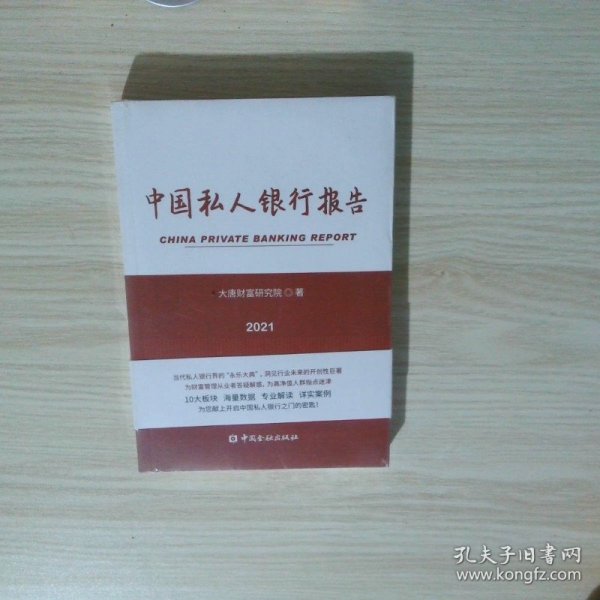 中国私人银行报告
CHINA PRIVATE BANKING REPORT
大唐财富研究院◎著
2021
当代私人银行界的“永乐大典”，洞见行业未来的开创性巨著
为财富管理从业者答疑解惑，为高净值人群指点迷津
10大板块 海量数据 专业解读 详实案例
为您献上开启中国私人银行之门的密匙！
中国金融出版社
孔夫子旧书网
www.kongfz.com